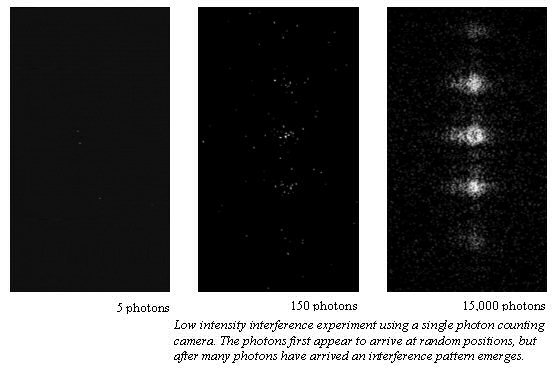 5 photons
150 photons
15,000 photons
Low intensity interference experiment using a single photon counting
camera. The photons first appear to arrive at random positions, but
after many photons have arrived an interference pattern emerges.